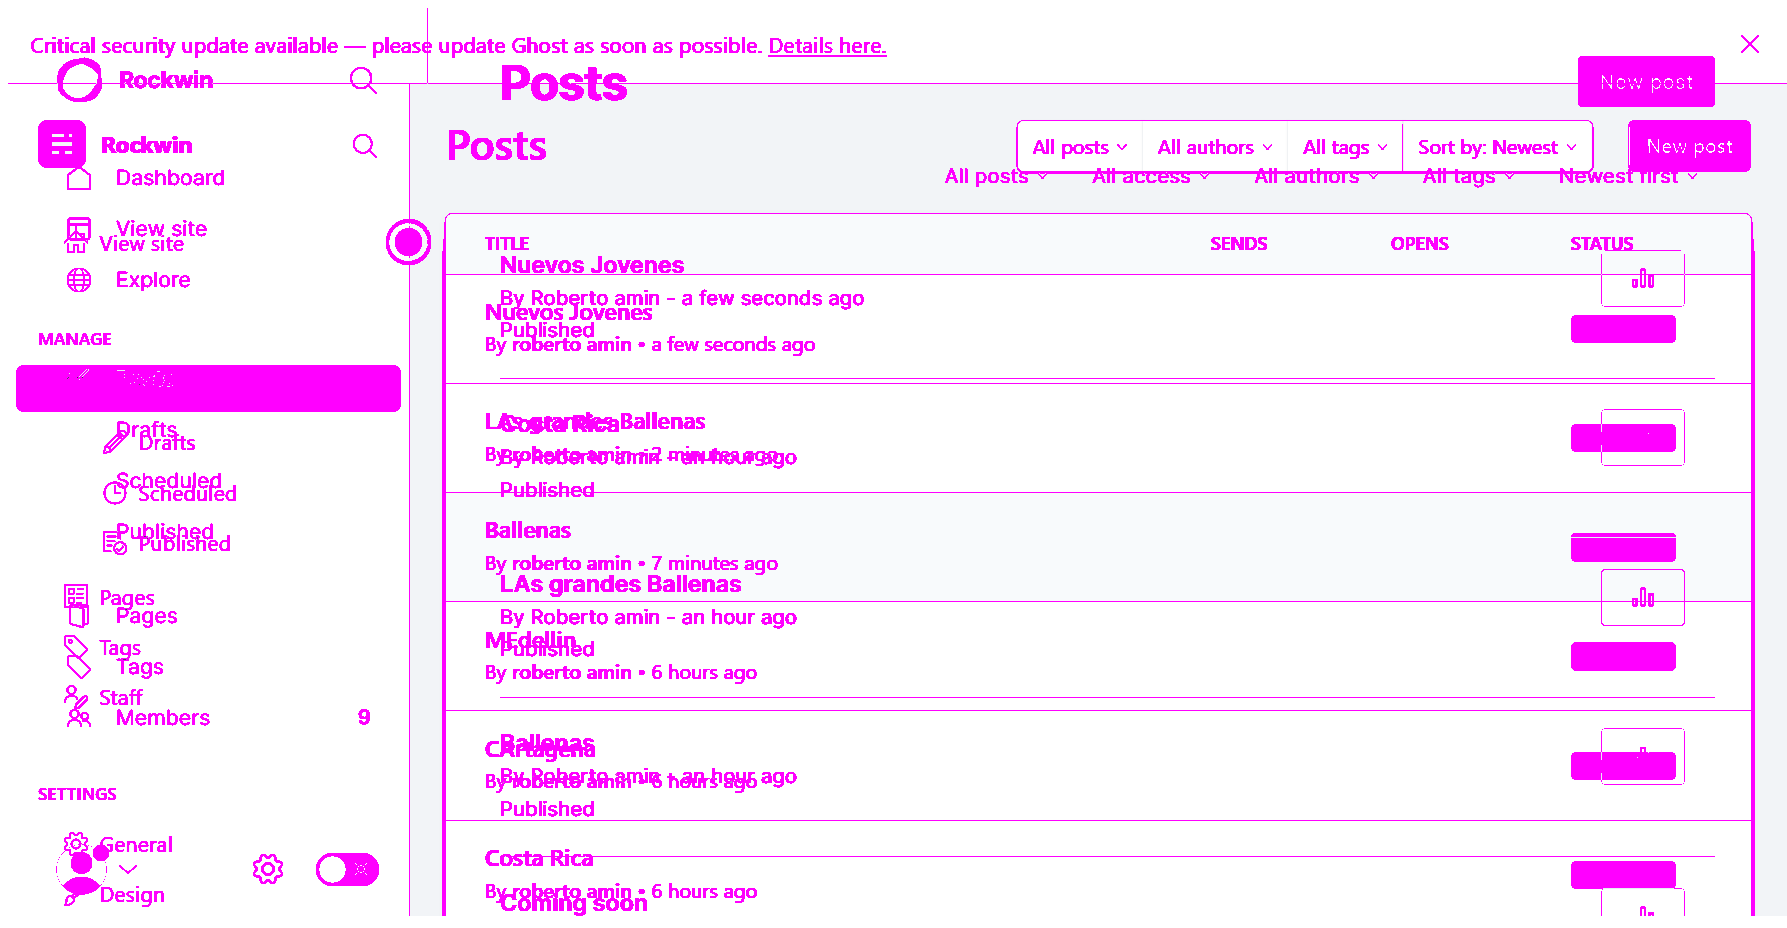 Critical security update available — please update Ghost as soon as possible. Details here.
Rockwin
Posts
New post
Rockwin
Posts
All posts
All authors
All tags
Sort by: Newest
New post
Dashboard
All posts
All access
All authors
All tags
Newest first
View site
View site
Explore
TITLE
SENDS
OPENS
STATUS
Nuevos Jovenes
By Roberto amin - a few seconds ago
Published
Nuevos Jovenes
By roberto amin • a few seconds ago
MANAGE
Drafts
Drafts
Scheduled
Scheduled
Published
Published
LAs grandes Ballenas
By roberto amin • 2 minutes ago
Costa Rica
By Roberto amin - an hour ago
Published
Ballenas
By roberto amin • 7 minutes ago
LAs grandes Ballenas
By Roberto amin - an hour ago
Published
MEdellin
By roberto amin • 6 hours ago
Pages
Pages
Tags
Tags
Staff
Members
9
Ballenas
By Roberto amin - an hour ago
Published
CArtagena
By roberto amin • 6 hours ago
SETTINGS
General
Design
Costa Rica
By roberto amin • 6 hours ago
Coming soon